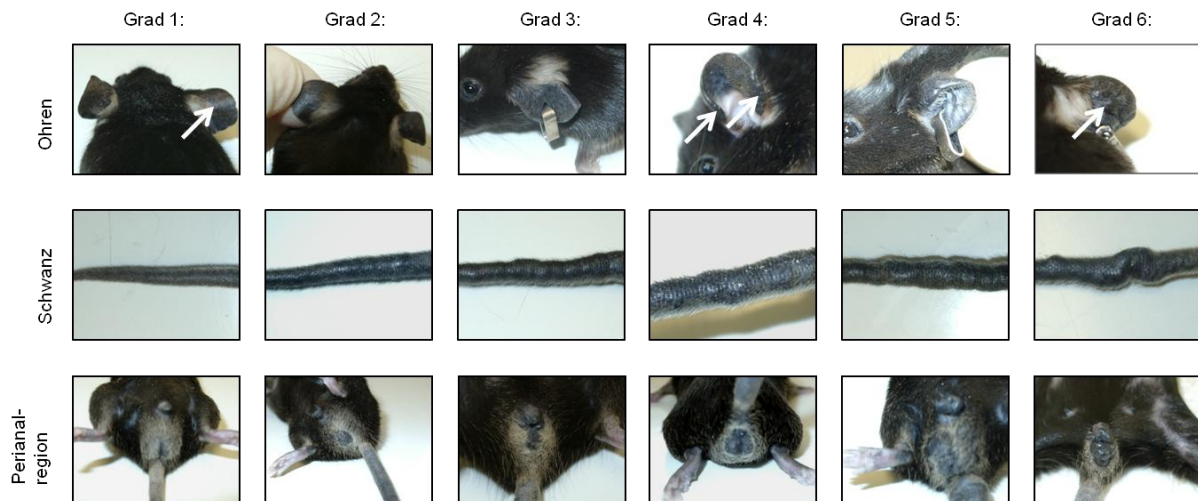 Grad 1:
Grad 2:
Grad 3:
Grad 4:
Grad 5:
Grad 6:
Ohren
Schwanz
Perianal-
region